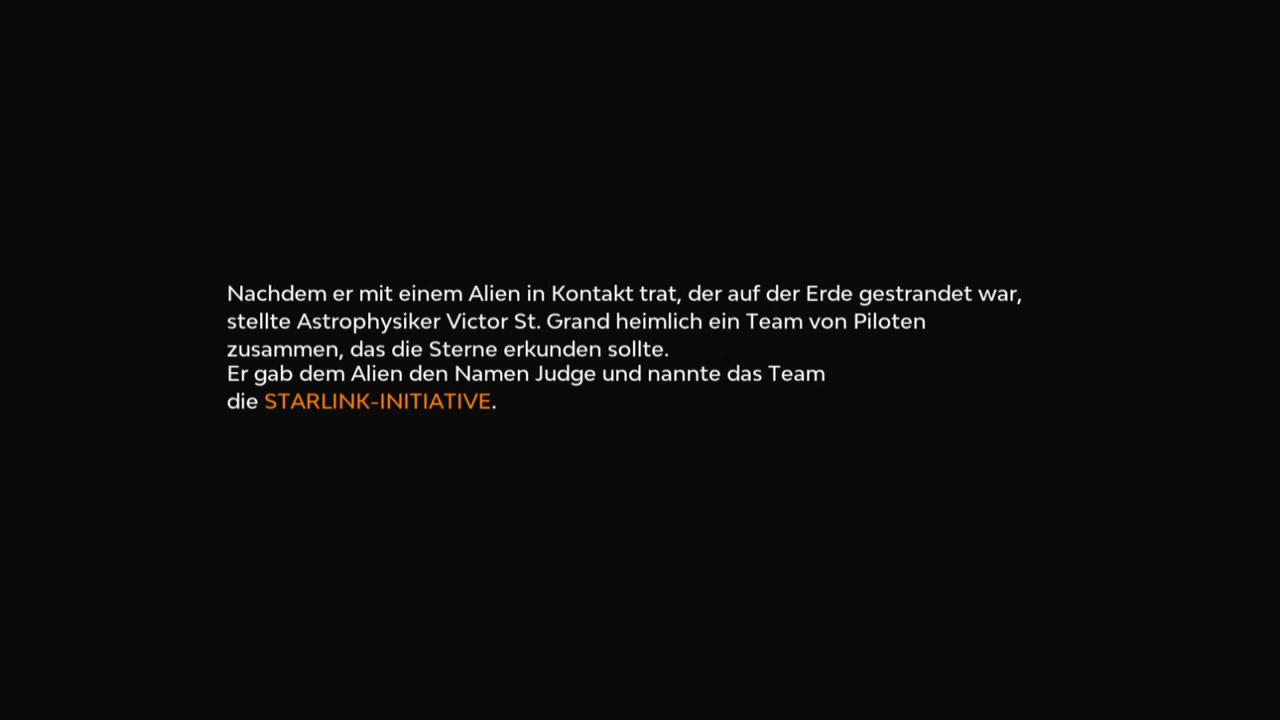 Nachdem er mit einem Alien in Kontakt trat, der auf der Erde gestrandet war,
stellte Astrophysiker Victor St. Grand heimlich ein Team von Piloten
zusammen, das die Sterne erkunden sollte.
Er gab dem Alien den Namen Judge und nannte das Team
die STARLINK-INITIATIVE.